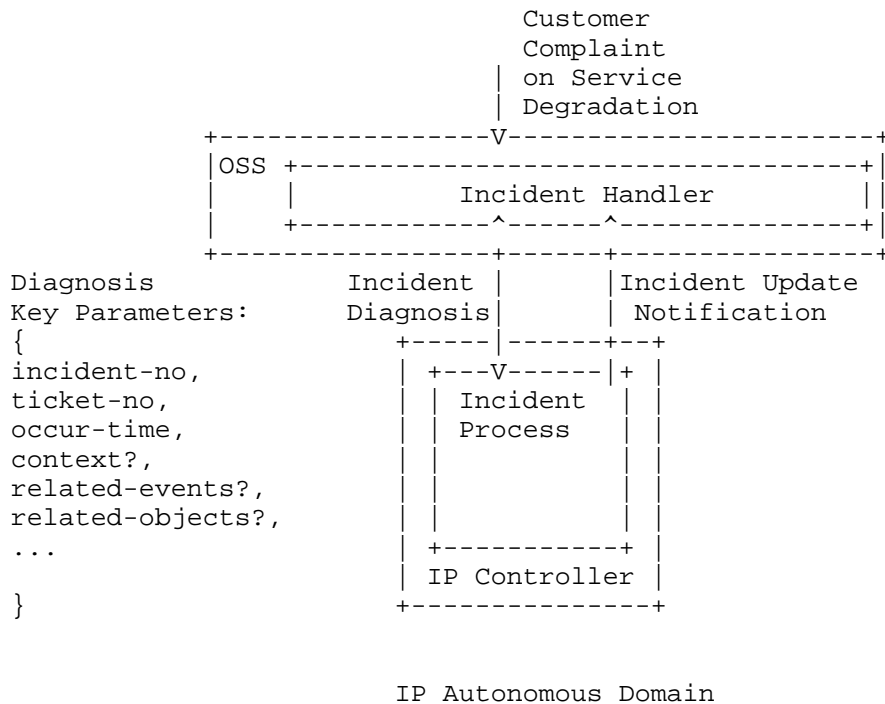 Customer
Complaint
on Service
Degradation
OSS
Incident Handler
Diagnosis Incident Incident Update
Key Parameters: Diagnosis Notification
{
incident-no,
ticket-no, Incident
occur-time, Process
context?,
related-events?,
related-objects?,
...
IP Controller
}
IP Autonomous Domain